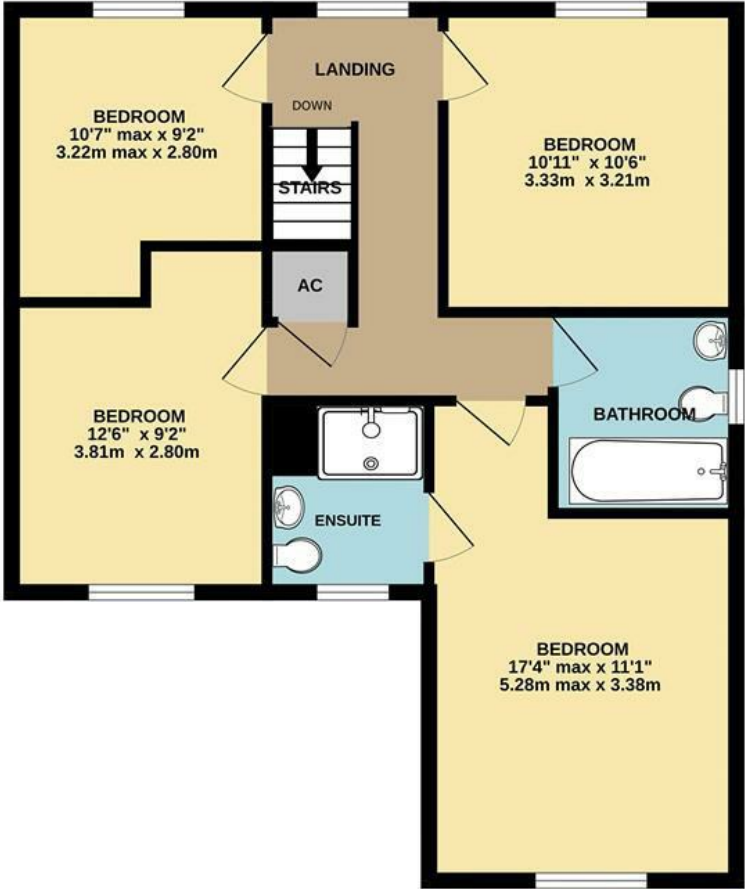 LANDING
DOWN
STAIRS
BEDROOM
10'7" max x 9'2"
3.22m max x 2.80m
BEDROOM
10'11" x 10'6"
3.33m x 3.21m
AC
BEDROOM
12'6" x 9'2"
3.81m x 2.80m
BATHROOM
ENSUITE
BEDROOM
17'4" max x 11'1"
5.28m max x 3.38m